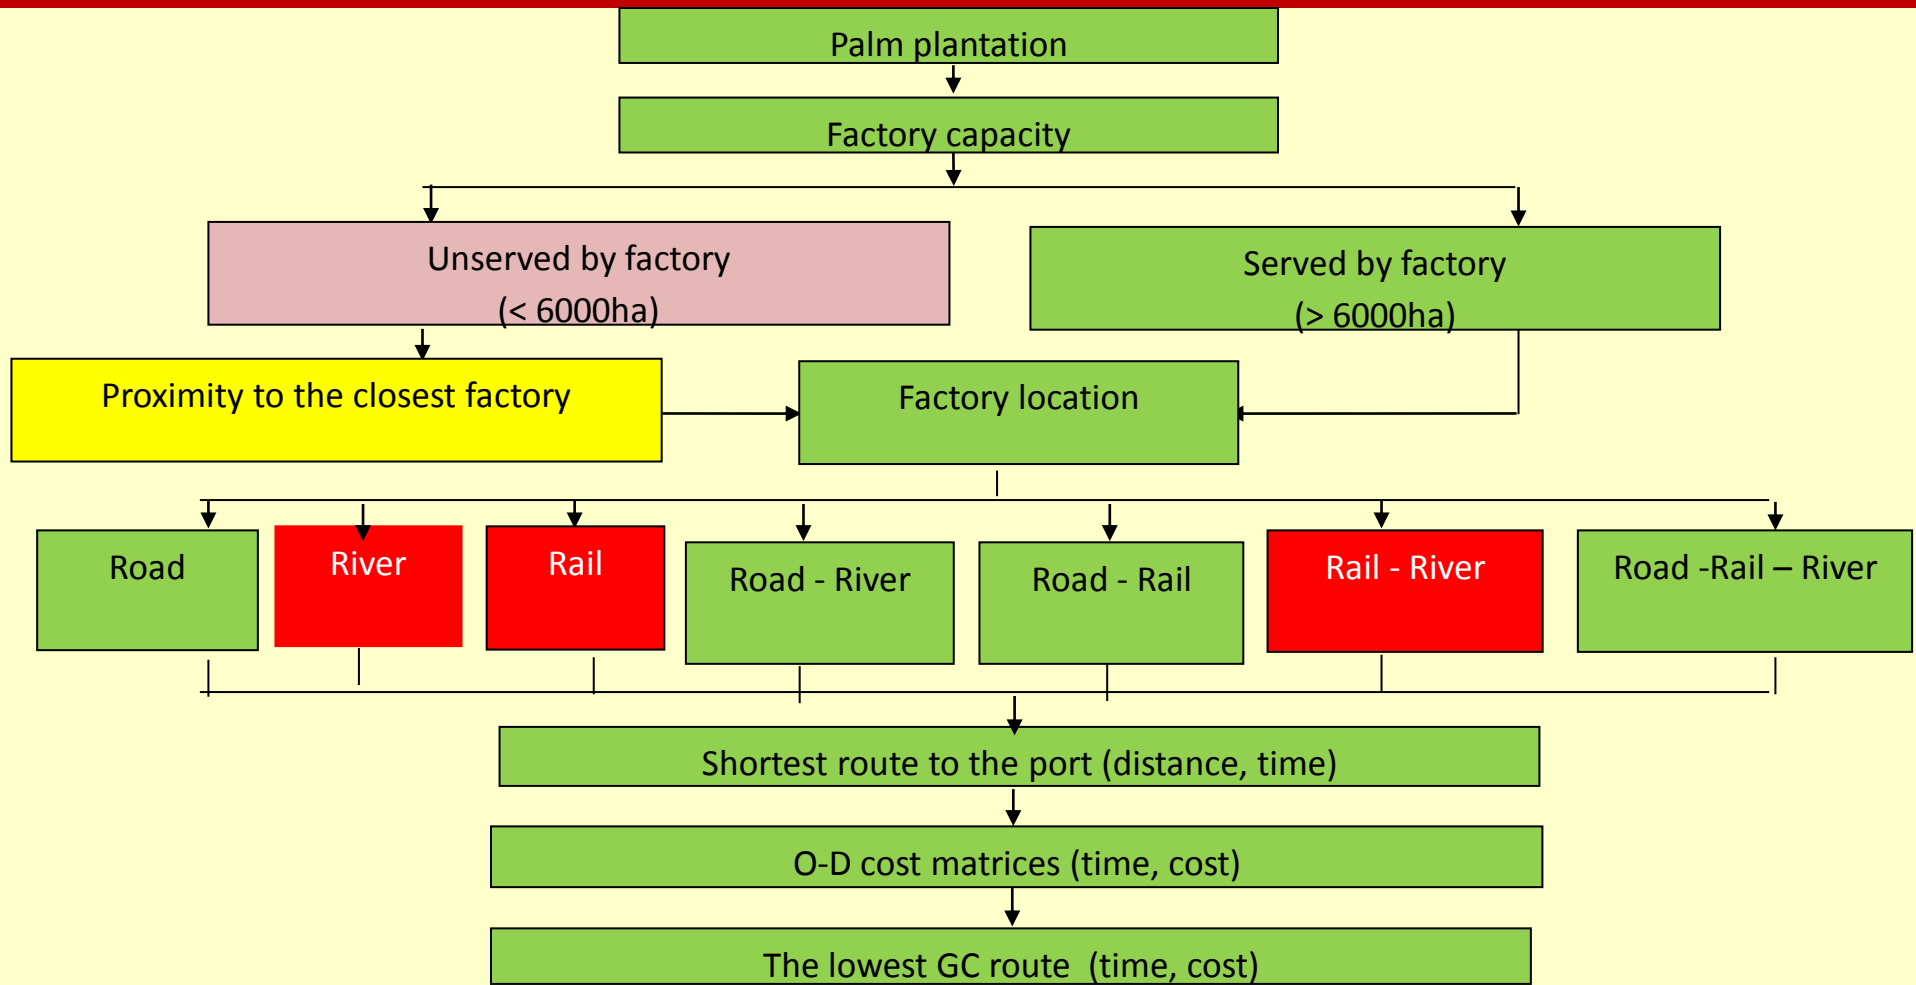 Palm plantation
Factory capacity
Unserved by factory
(< 6000ha)
Served by factory
(> 6000ha)
Proximity to the closest factory
Factory location
Road
River
Rail
Road - River
Road - Rail
Rail - River
Road -Rail – River
Shortest route to the port (distance, time)
O-D cost matrices (time, cost)
The lowest GC route (time, cost)